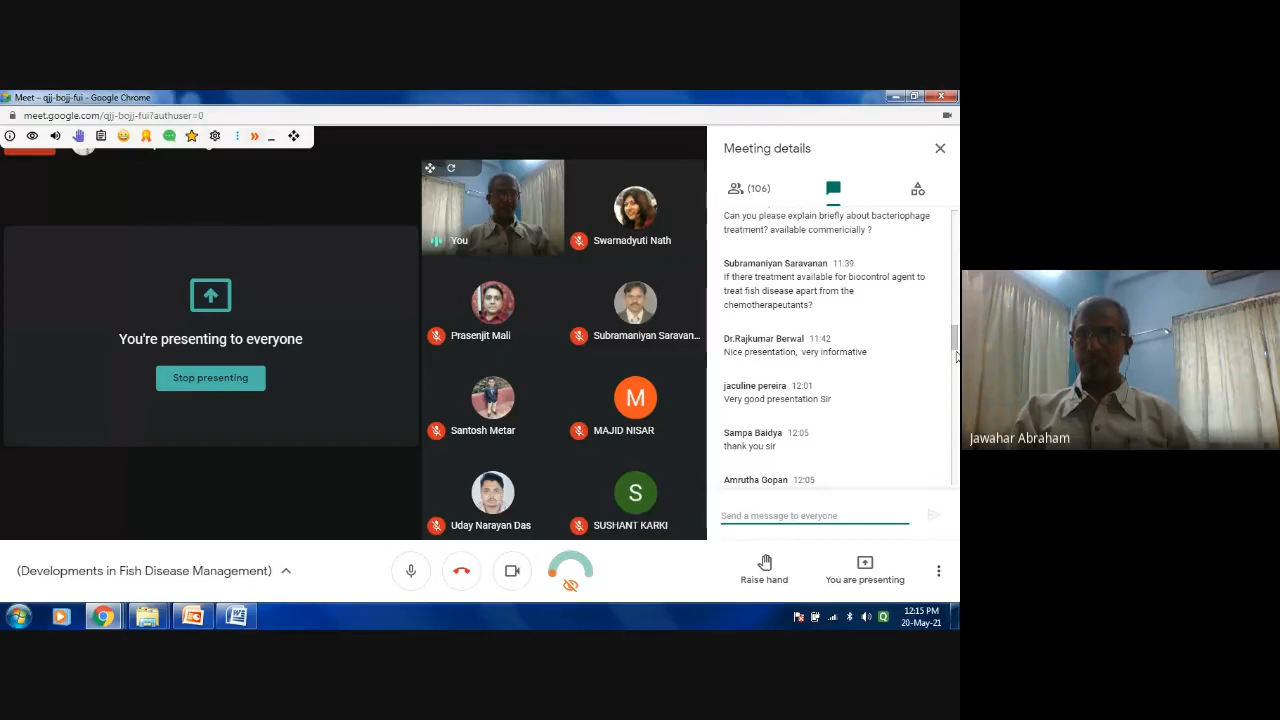 Meet – qjj-bojj-fui - Google Chrome
meet.google.com/qjj-bojj-fui?authuser=0
You're presenting to everyone
Stop presenting
You
Swarnadyuti Nath
Prasenjit Mali
Subramaniyan Saravan...
Santosh Metar
M
MAJID NISAR
Uday Narayan Das
S
SUSHANT KARKI
Meeting details
(106)
Can you please explain briefly about bacteriophage
treatment? available commericially ?
Subramaniyan Saravanan 11:39
If there treatment available for biocontrol agent to
treat fish disease apart from the
chemotherapeutants?
Dr.Rajkumar Berwal 11:42
Nice presentation, very informative
jaculine pereira 12:01
Very good presentation Sir
Sampa Baidya 12:05
thank you sir
Amrutha Gopan 12:05
Send a message to everyone
Jawahar Abraham
(Developments in Fish Disease Management)
Raise hand
You are presenting
12:15 PM
20-May-21